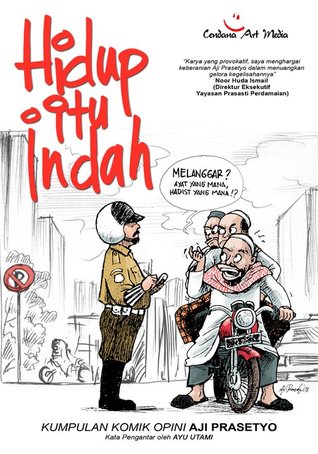 Cendana Art Media
"Karya yang provokatif, saya menghargai
keberanian Aji Prasetyo dalam menuangkan
gelora kegelisahannya"
Noor Huda Ismail
(Direktur Eksekutif
Yayasan Prasasti Perdamaian)
Hidup
itu
Indah
MELANGGAR?
AYAT YANG MANA,
HADIST YANG MANA!?
KUMPULAN KOMIK OPINI AJI PRASETYO
Kata Pengantar oleh AYU UTAMI